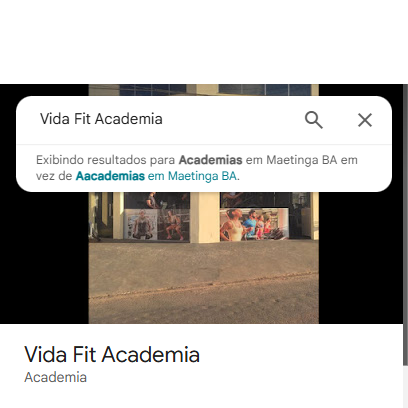 Vida Fit Academia
Exibindo resultados para Academias em Maetinga BA em
vez de Aacademias em Maetinga BA.
Vida Fit Academia
Academia